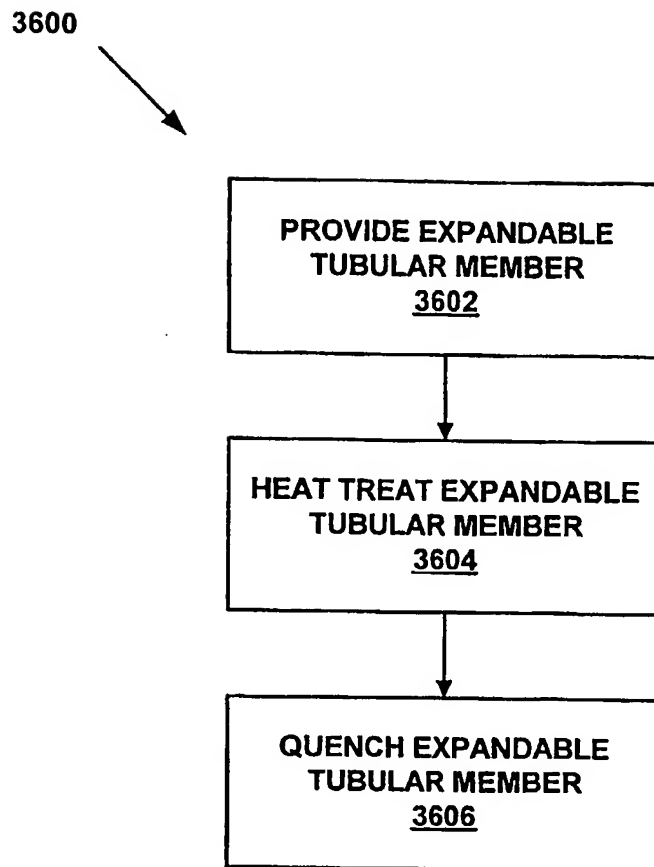 3600
PROVIDE EXPANDABLE
TUBULAR MEMBER
3602
HEAT TREAT EXPANDABLE
TUBULAR MEMBER
3604
QUENCH EXPANDABLE
TUBULAR MEMBER
3606